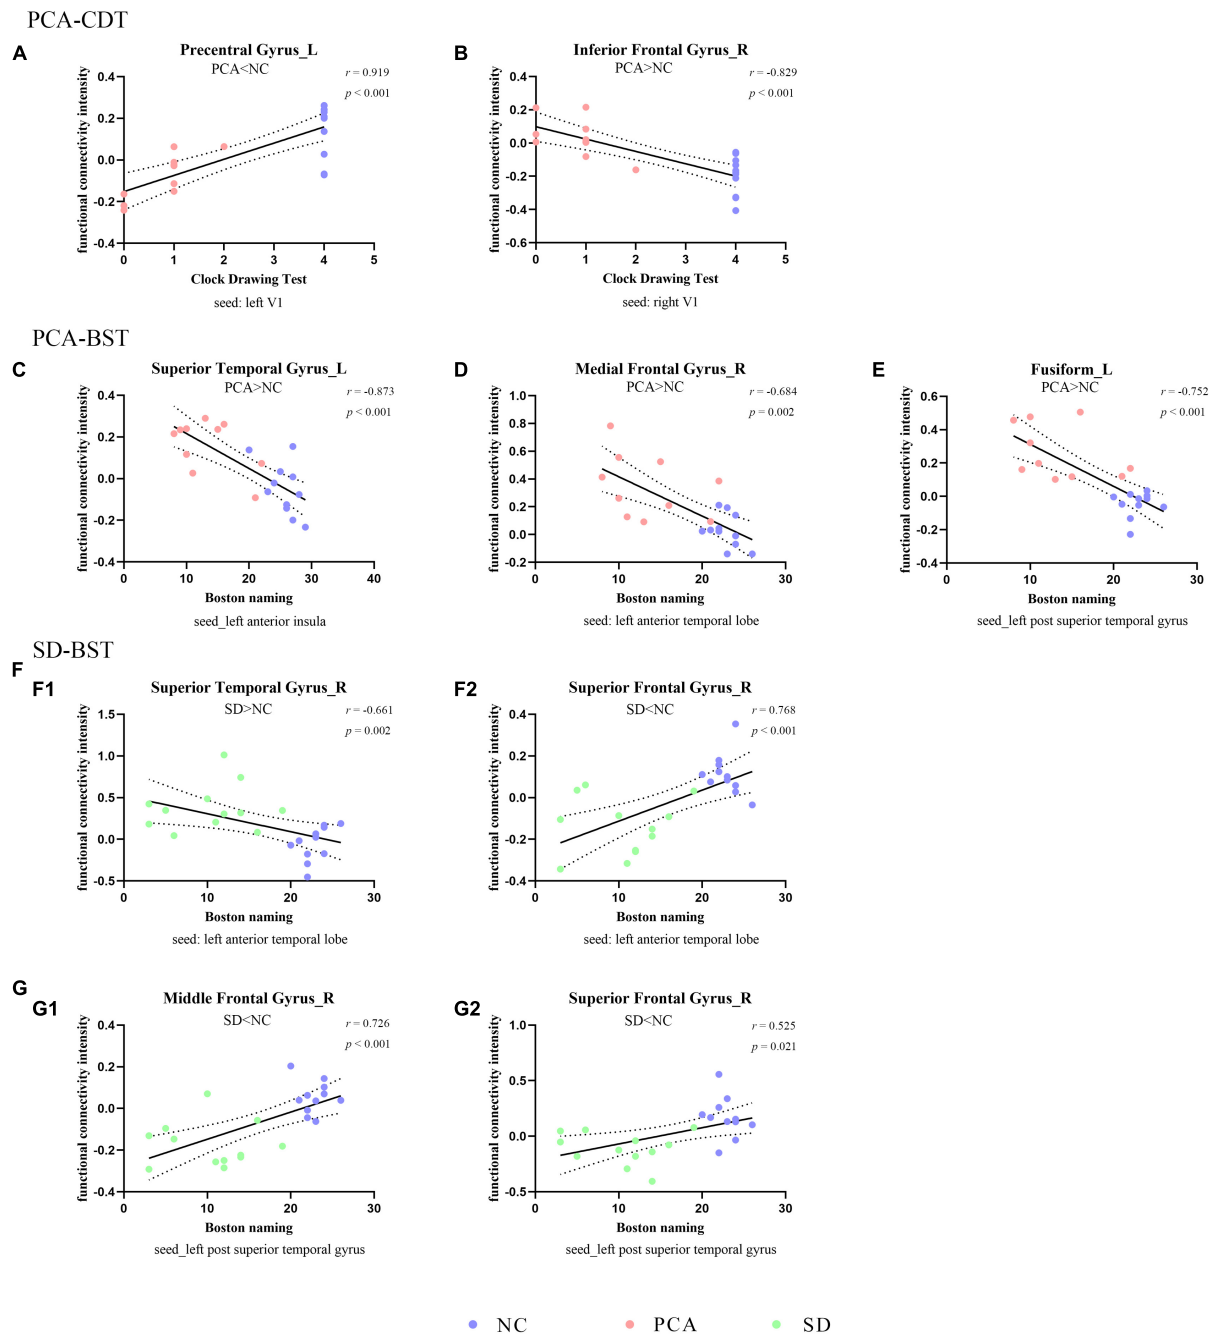 PCA-CDT
A
Precentral Gyrus_L
PCA<NC
r = 0.919
p < 0.001
functional connectivity intensity
0.4
0.2
0.0
-0.2
-0.4
0 1 2 3 4 5
Clock Drawing Test
seed: left V1
B
Inferior Frontal Gyrus_R
PCA>NC
r = -0.829
p < 0.001
functional connectivity intensity
0.4
0.2
0.0
-0.2
-0.4
-0.6
0 1 2 3 4 5
Clock Drawing Test
seed: right V1
PCA-BST
C
Superior Temporal Gyrus_L
PCA>NC
r = -0.873
p < 0.001
functional connectivity intensity
0.4
0.2
0.0
-0.2
-0.4
0 10 20 30 40
Boston naming
seed_left anterior insula
D
Medial Frontal Gyrus_R
PCA>NC
r = -0.684
p = 0.002
functional connectivity intensity
1.0
0.8
0.6
0.4
0.2
0.0
-0.2
0 10 20 30
Boston naming
seed: left anterior temporal lobe
E
Fusiform_L
PCA>NC
r = -0.752
p < 0.001
functional connectivity intensity
0.6
0.4
0.2
0.0
-0.2
-0.4
0 10 20 30
Boston naming
seed_left post superior temporal gyrus
SD-BST
F
F1
Superior Temporal Gyrus_R
SD>NC
r = -0.661
p = 0.002
functional connectivity intensity
1.5
1.0
0.5
0.0
-0.5
0 10 20 30
Boston naming
seed: left anterior temporal lobe
F2
Superior Frontal Gyrus_R
SD<NC
r = 0.768
p < 0.001
functional connectivity intensity
0.4
0.2
0.0
-0.2
-0.4
0 10 20 30
Boston naming
seed: left anterior temporal lobe
G
G1
Middle Frontal Gyrus_R
SD<NC
r = 0.726
p < 0.001
functional connectivity intensity
0.4
0.2
0.0
-0.2
-0.4
0 10 20 30
Boston naming
seed_left post superior temporal gyrus
G2
Superior Frontal Gyrus_R
SD<NC
r = 0.525
p = 0.021
functional connectivity intensity
1.0
0.5
0.0
-0.5
0 10 20 30
Boston naming
seed_left post superior temporal gyrus
NC PCA SD